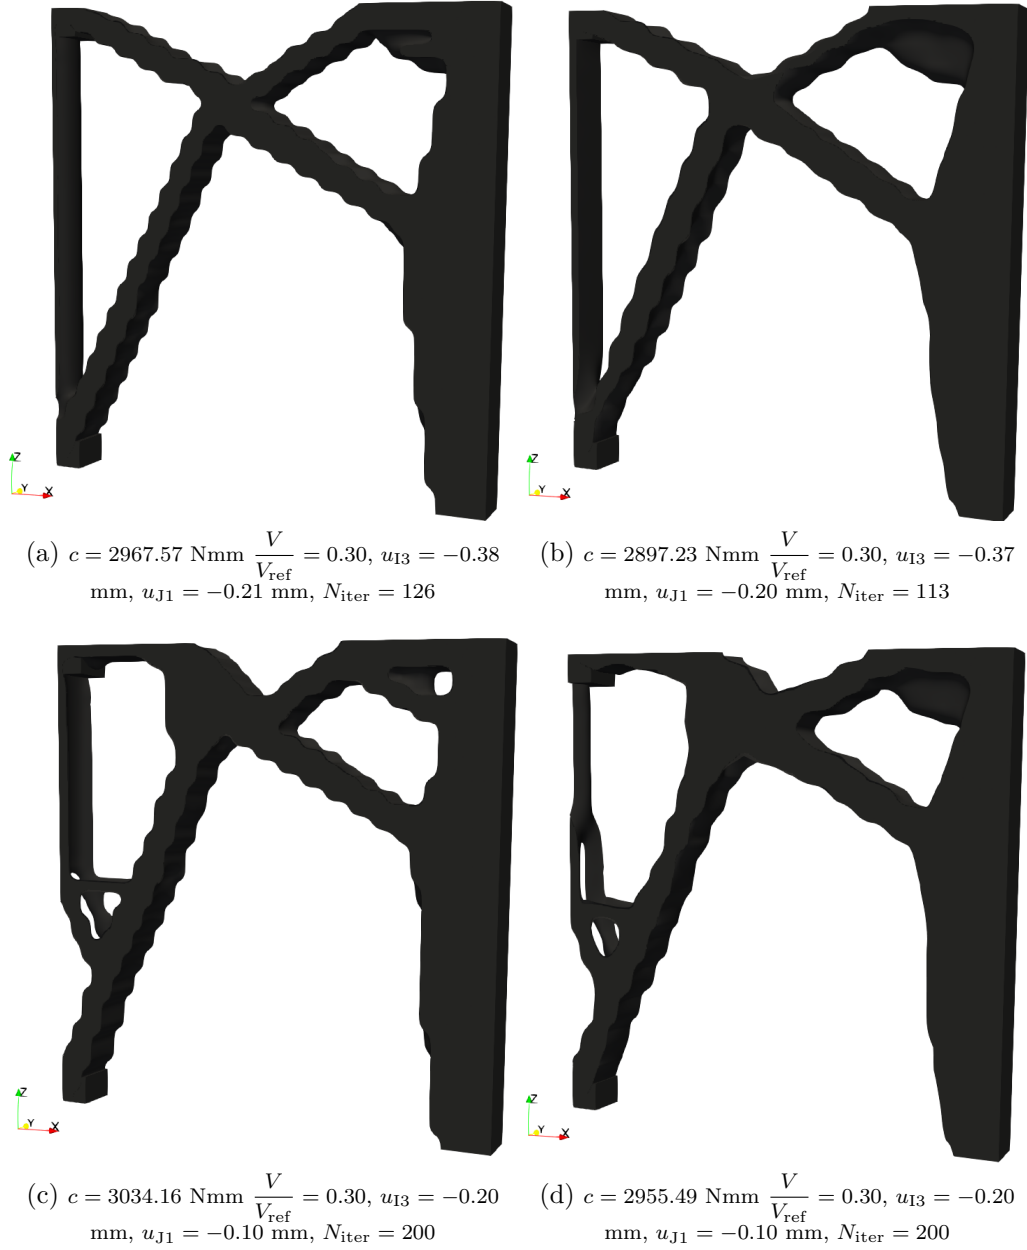 Z
Y
X
Z
Y
X
(a) c = 2967.57 Nmm V/V_ref = 0.30, u_I3 = −0.38
mm, u_J1 = −0.21 mm, N_iter = 126
(b) c = 2897.23 Nmm V/V_ref = 0.30, u_I3 = −0.37
mm, u_J1 = −0.20 mm, N_iter = 113
Z
Y
X
Z
Y
X
(c) c = 3034.16 Nmm V/V_ref = 0.30, u_I3 = −0.20
mm, u_J1 = −0.10 mm, N_iter = 200
(d) c = 2955.49 Nmm V/V_ref = 0.30, u_I3 = −0.20
mm, u_J1 = −0.10 mm, N_iter = 200